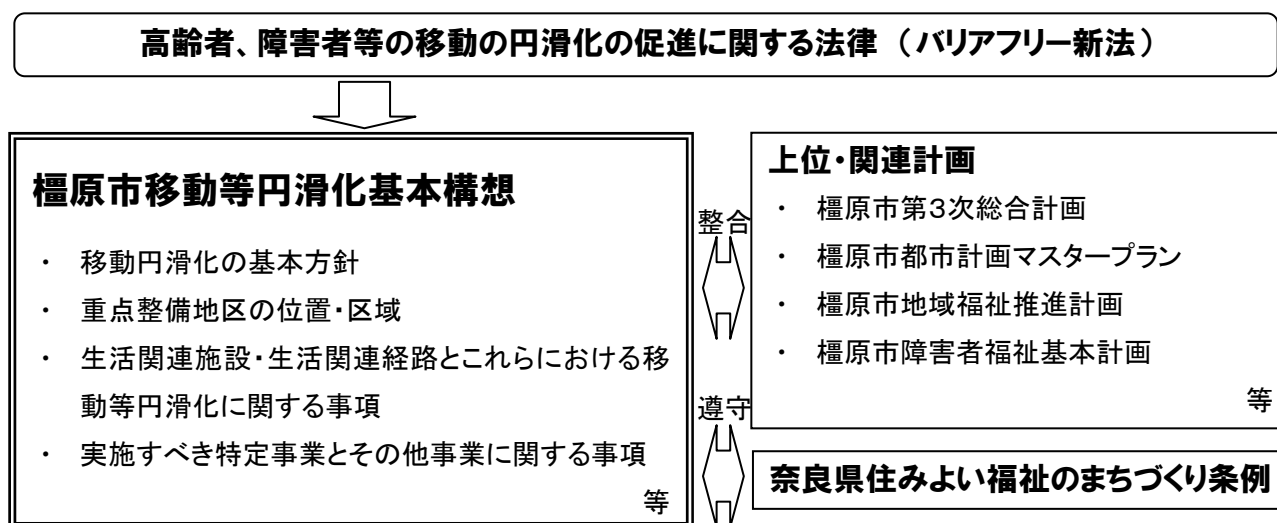 高齢者、障害者等の移動の円滑化の促進に関する法律 （バリアフリー新法）
橿原市移動等円滑化基本構想
・ 移動円滑化の基本方針
・ 重点整備地区の位置・区域
・ 生活関連施設・生活関連経路とこれらにおける移
動等円滑化に関する事項
・ 実施すべき特定事業とその他事業に関する事項
等
整合
遵守
上位・関連計画
・ 橿原市第３次総合計画
・ 橿原市都市計画マスタープラン
・ 橿原市地域福祉推進計画
・ 橿原市障害者福祉基本計画
等
奈良県住みよい福祉のまちづくり条例